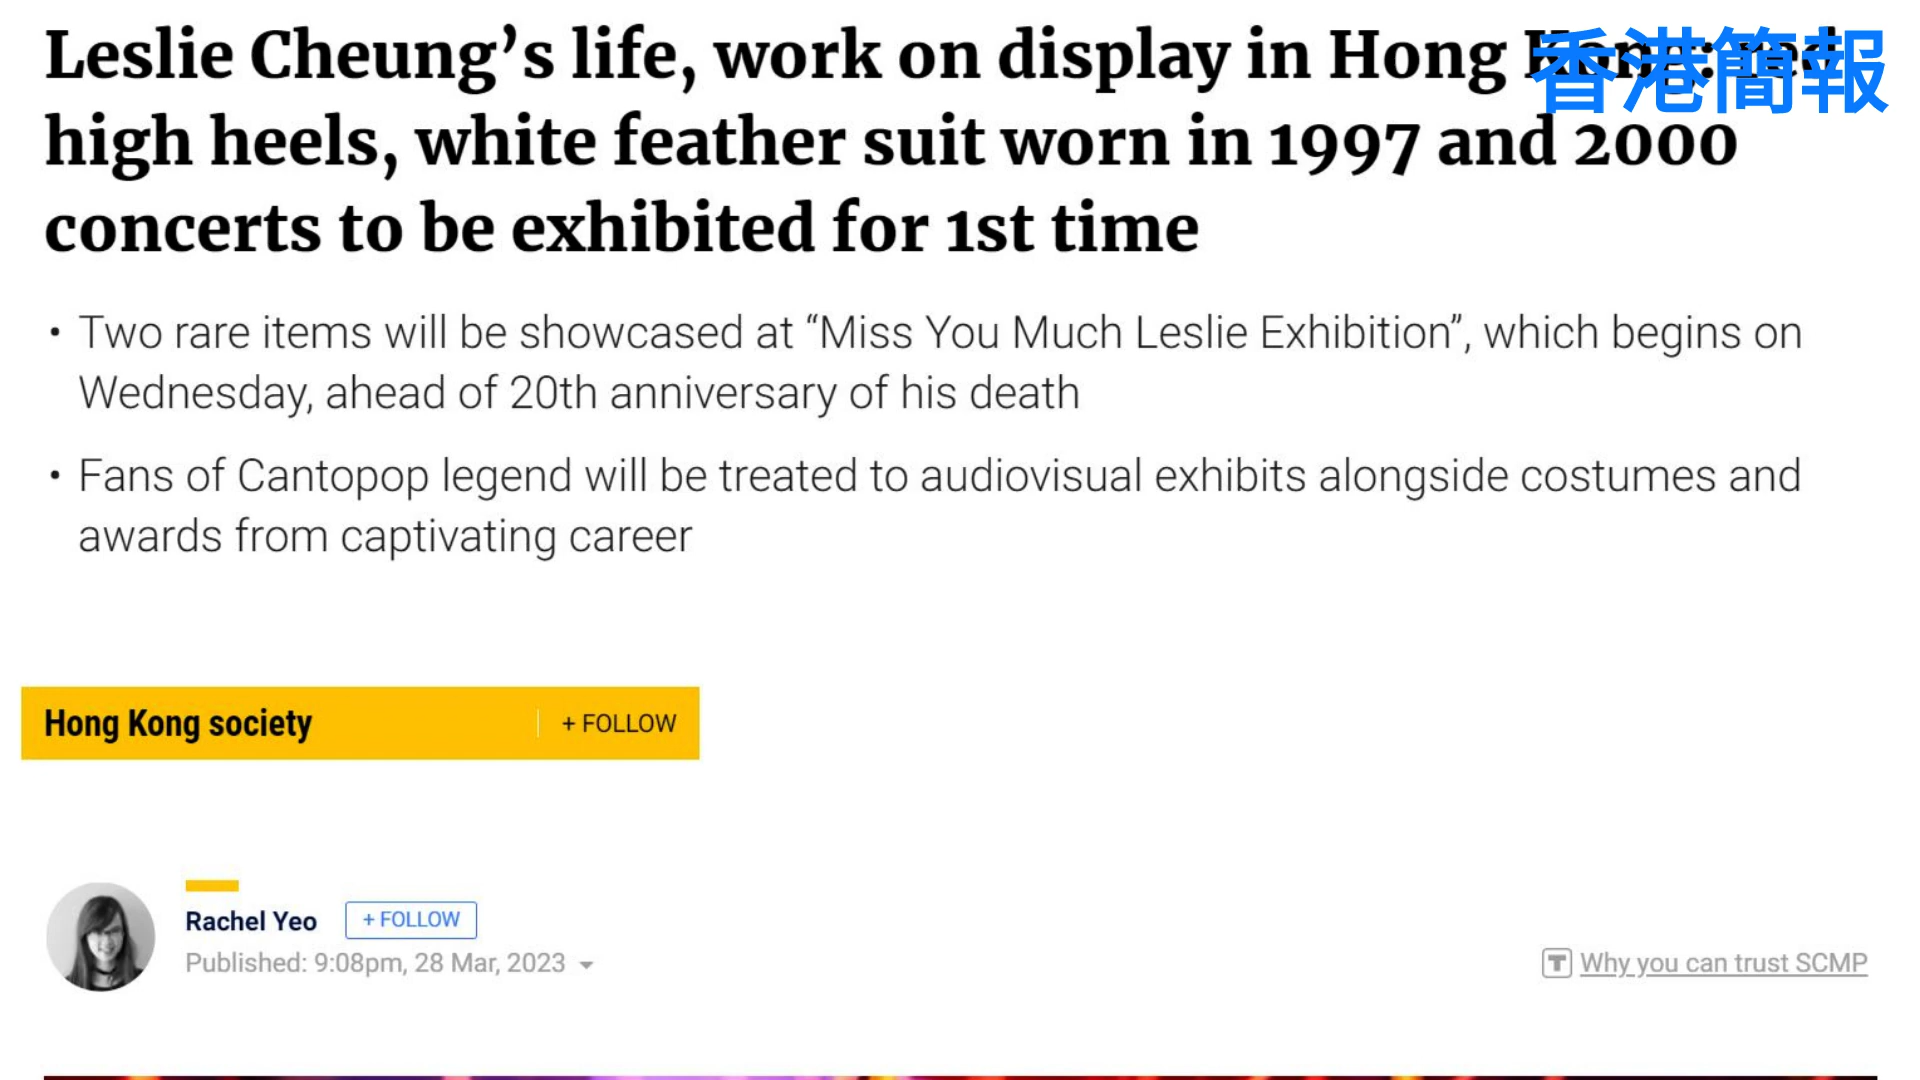 Leslie Cheung’s life, work on display in Hong Kong: red
香港簡報
high heels, white feather suit worn in 1997 and 2000
concerts to be exhibited for 1st time
• Two rare items will be showcased at “Miss You Much Leslie Exhibition”, which begins on
Wednesday, ahead of 20th anniversary of his death
• Fans of Cantopop legend will be treated to audiovisual exhibits alongside costumes and
awards from captivating career
Hong Kong society + FOLLOW
Rachel Yeo + FOLLOW
Published: 9:08pm, 28 Mar, 2023
T Why you can trust SCMP